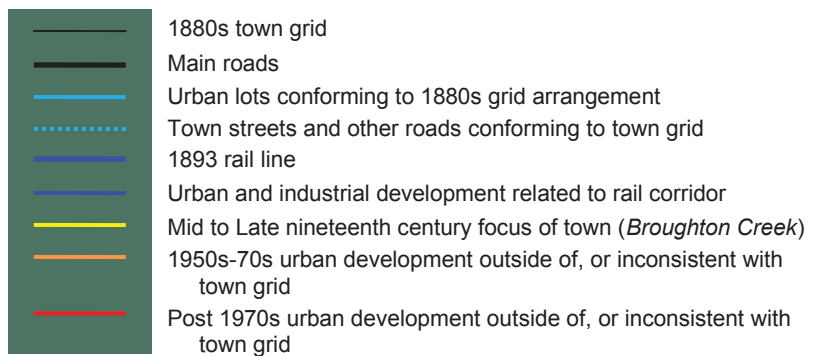 1880s town grid
Main roads
Urban lots conforming to 1880s grid arrangement
Town streets and other roads conforming to town grid
1893 rail line
Urban and industrial development related to rail corridor
Mid to Late nineteenth century focus of town (Broughton Creek)
1950s-70s urban development outside of, or inconsistent with
town grid
Post 1970s urban development outside of, or inconsistent with
town grid